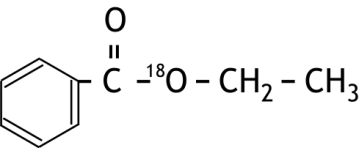 O
C – ¹⁸O – CH₂ – CH₃